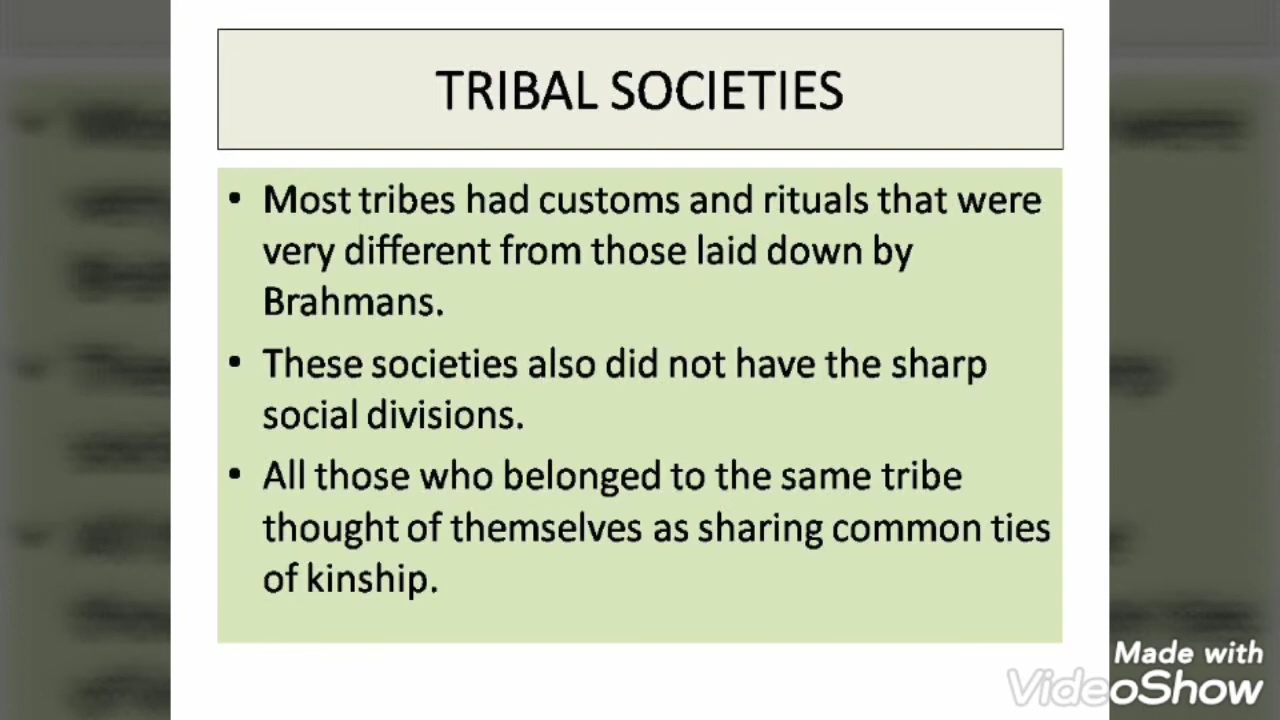 TRIBAL SOCIETIES
• Most tribes had customs and rituals that were
very different from those laid down by
Brahmans.
• These societies also did not have the sharp
social divisions.
• All those who belonged to the same tribe
thought of themselves as sharing common ties
of kinship.
Made with
VideoShow